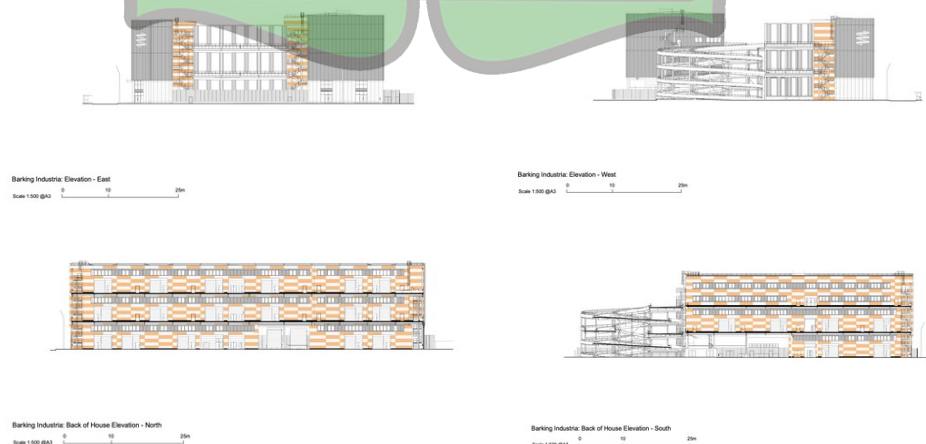 Barking Industria: Elevation - East
Scale 1:500 @A3 0 10 25m
Barking Industria: Elevation - West
Scale 1:500 @A3 0 10 25m
Barking Industria: Back of House Elevation - North
Scale 1:500 @A3 0 10 25m
Barking Industria: Back of House Elevation - South
0 10 25m